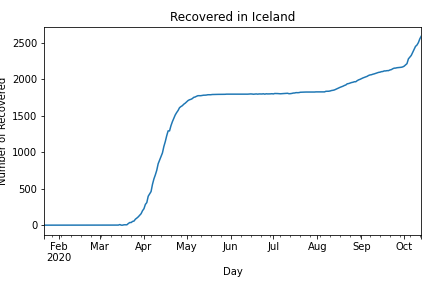 Recovered in Iceland
Number of Recovered
2500
2000
1500
1000
500
0
Feb Mar Apr May Jun Jul Aug Sep Oct
2020
Day